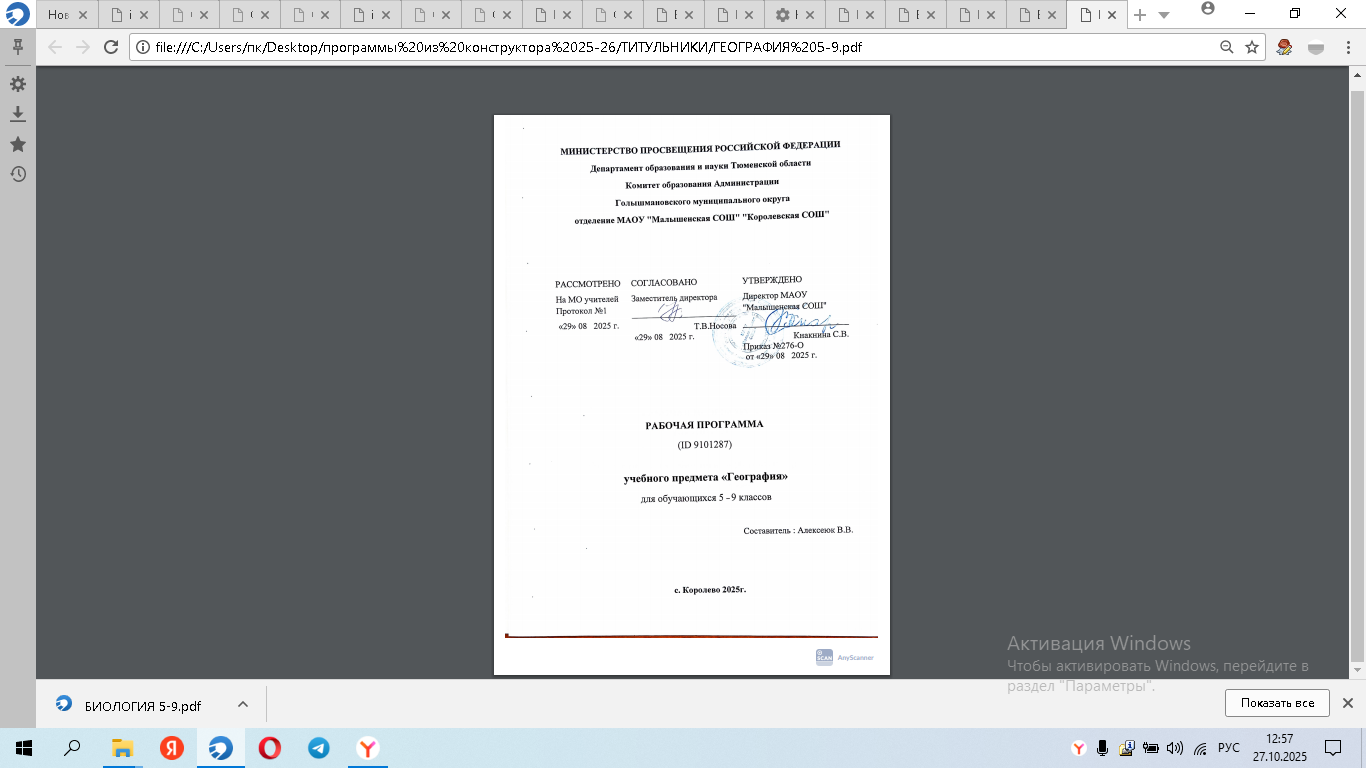 Нов
file:///C:/Users/пк/Desktop/программы%20из%20конструктора%202025-26/ТИТУЛЬНИКИ/ГЕОГРАФИЯ%205-9.pdf
МИНИСТЕРСТВО ПРОСВЕЩЕНИЯ РОССИЙСКОЙ ФЕДЕРАЦИИ
Департамент образования и науки Тюменской области
Комитет образования Администрации
Голышмановского муниципального округа
отделение МАОУ "Малышенская СОШ" "Королевская СОШ"
РАССМОТРЕНО
На МО учителей
Протокол №1
«29» 08 2025 г.
СОГЛАСОВАНО
Заместитель директора
Т.В.Носова
«29» 08 2025 г.
УТВЕРЖДЕНО
Директор МАОУ
"Малышенская СОШ"
Кнакнина С.В.
Приказ №276-О
от «29» 08 2025 г.
РАБОЧАЯ ПРОГРАММА
(ID 9101287)
учебного предмета «География»
для обучающихся 5 – 9 классов
Составитель : Алексеюк В.В.
с. Королево 2025г.
SCAN AnyScanner
Активация Windows
Чтобы активировать Windows, перейдите в
раздел "Параметры".
БИОЛОГИЯ 5-9.pdf
Показать все
РУС
12:57
27.10.2025